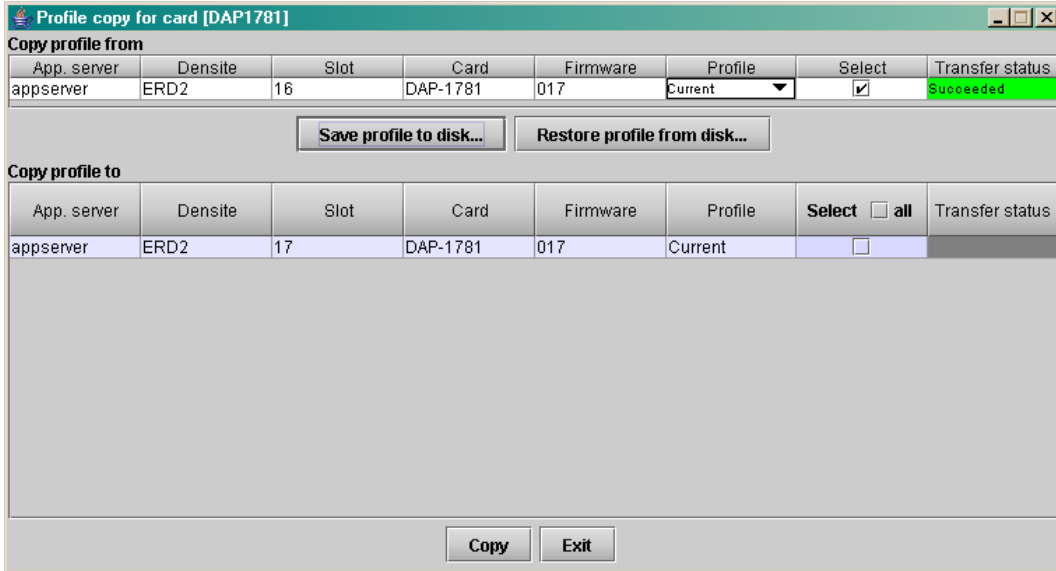 Profile copy for card [DAP1781]
Copy profile from
App. server Densite Slot Card Firmware Profile Select Transfer status
appserver ERD2 16 DAP-1781 017 Current Succeeded
Save profile to disk... Restore profile from disk...
Copy profile to
App. server Densite Slot Card Firmware Profile Select all Transfer status
appserver ERD2 17 DAP-1781 017 Current
Copy Exit